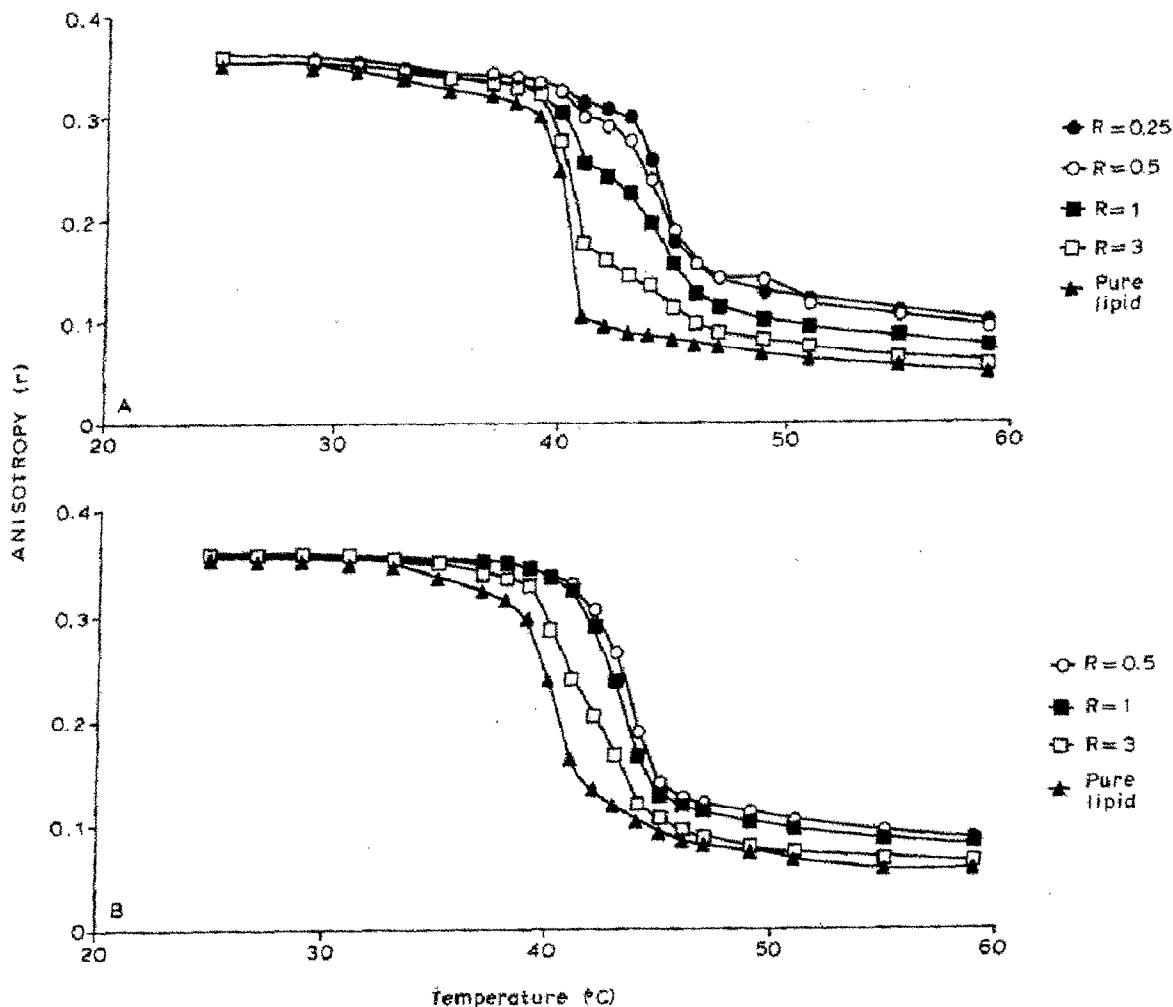 0.4
0.3
0.2
0.1
0
A
20
30
40
50
60
R = 0.25
R = 0.5
R = 1
R = 3
Pure
lipid
ANISOTROPY (r)
0.4
0.3
0.2
0.1
0
B
20
30
40
50
60
R = 0.5
R = 1
R = 3
Pure
lipid
Temperature (°C)